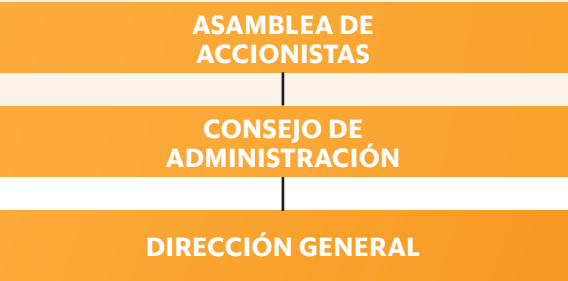 ASAMBLEA DE
ACCIONISTAS
CONSEJO DE
ADMINISTRACIÓN
DIRECCIÓN GENERAL